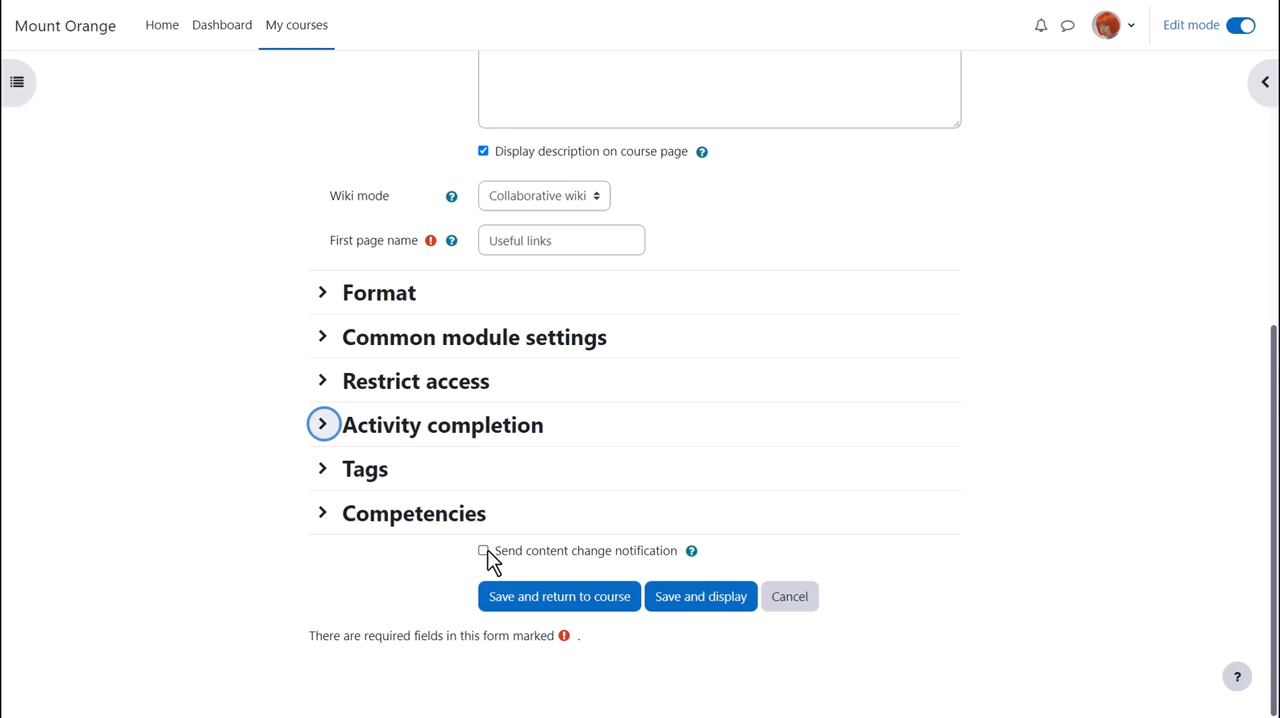 Mount Orange Home Dashboard My courses Edit mode
Display description on course page
Wiki mode Collaborative wiki
First page name Useful links
Format
Common module settings
Restrict access
Activity completion
Tags
Competencies
Send content change notification
Save and return to course Save and display Cancel
There are required fields in this form marked .